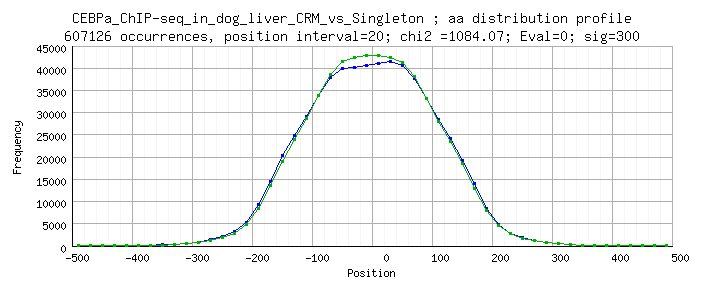 CEBPa_ChIP-seq_in_dog_liver_CRM_vs_Singleton ; aa distribution profile
607126 occurrences, position interval=20; chi2 =1084.07; Eval=0; sig=300
45000
40000
35000
30000
25000
20000
15000
10000
5000
0
Frequency
-500 -400 -300 -200 -100 0 100 200 300 400 500
Position